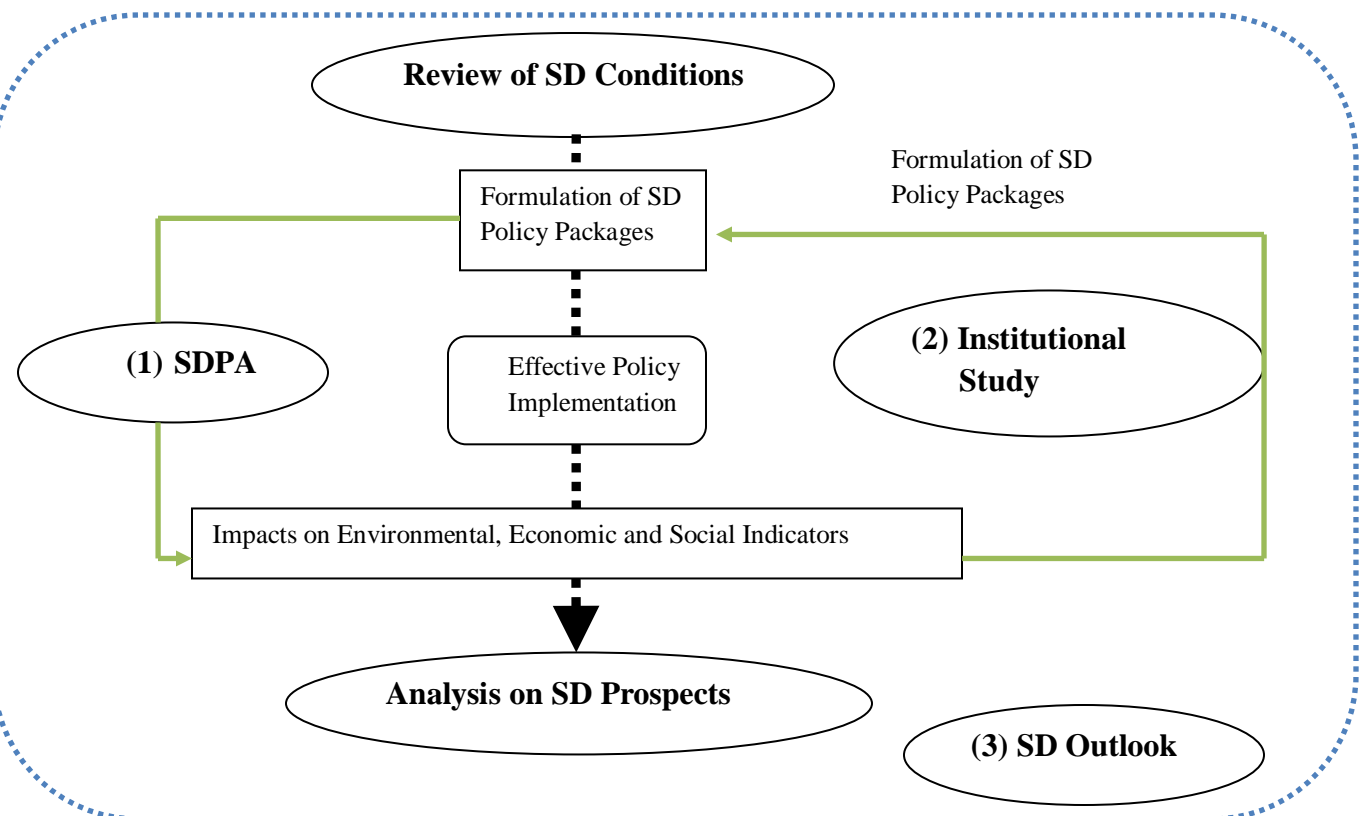 Review of SD Conditions
Formulation of SD
Policy Packages
Formulation of SD
Policy Packages
(1) SDPA
Effective Policy
Implementation
(2) Institutional
Study
Impacts on Environmental, Economic and Social Indicators
Analysis on SD Prospects
(3) SD Outlook